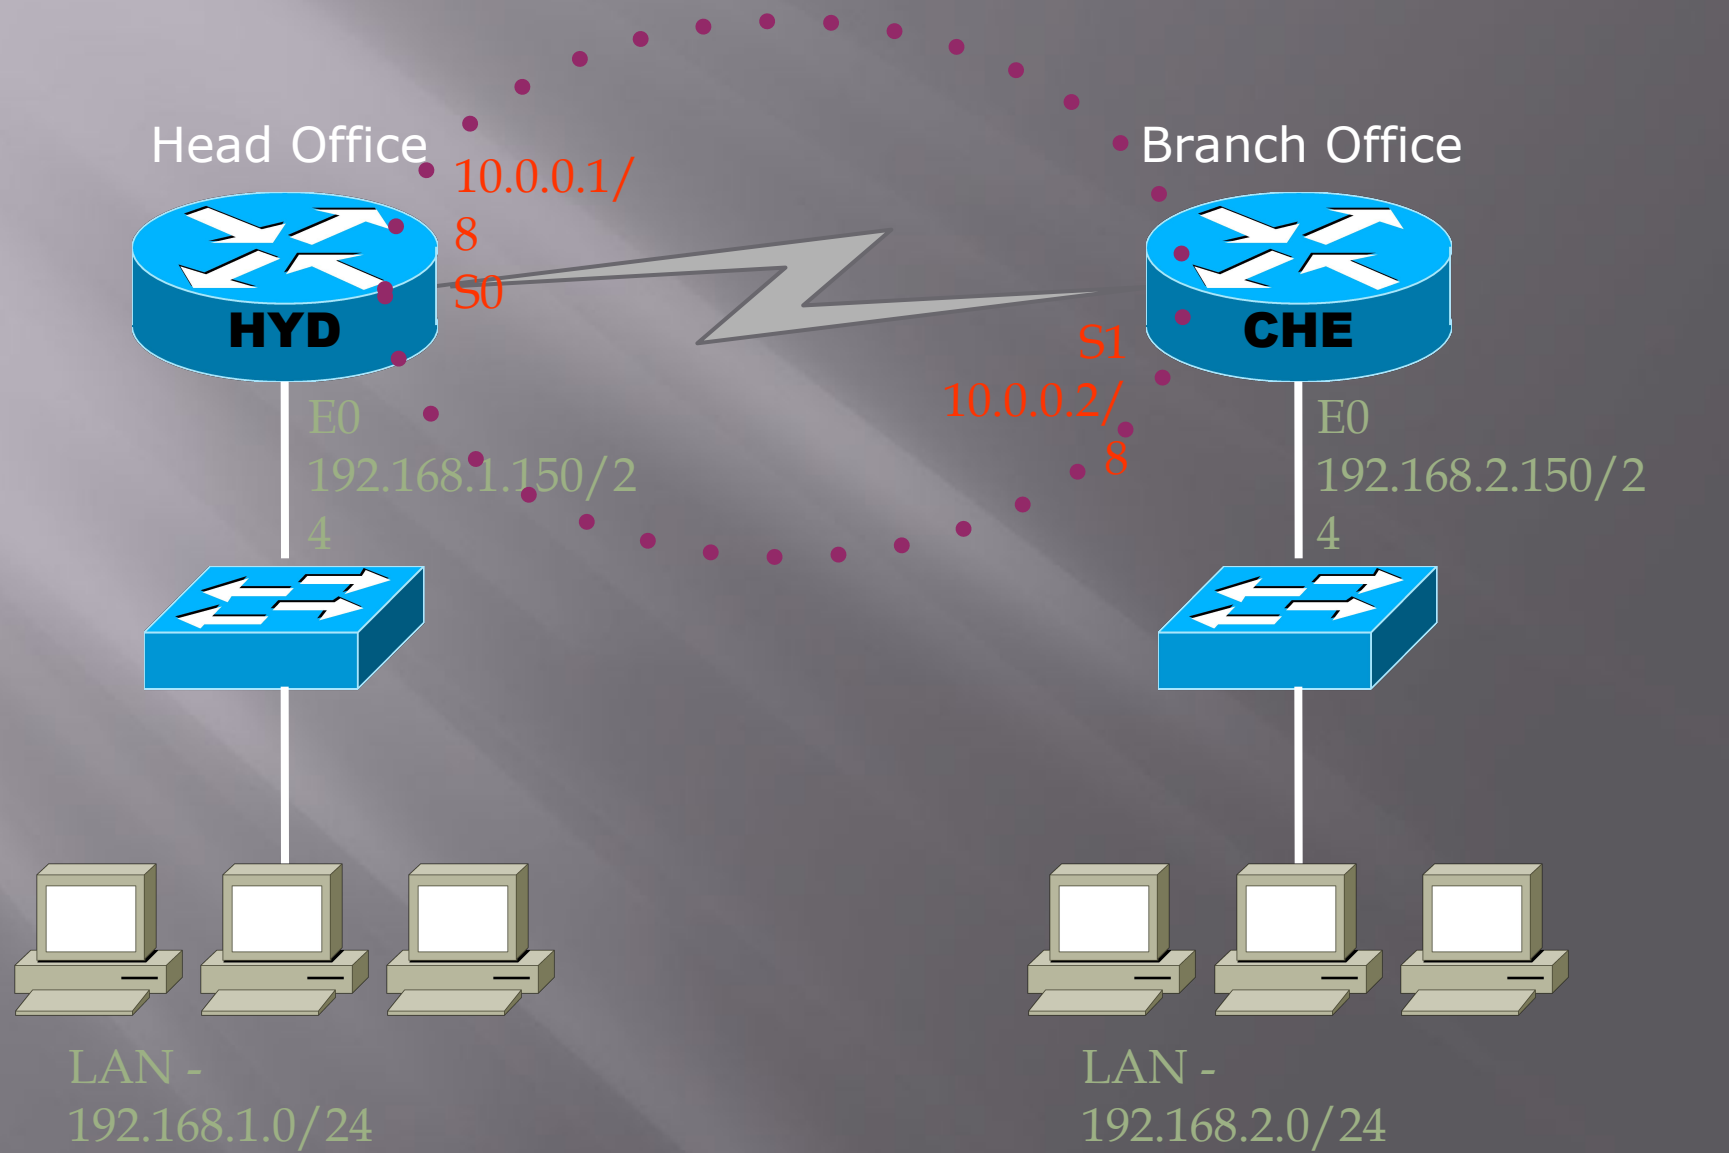 Head Office
Branch Office
10.0.0.1/
8
S0
HYD
CHE
S1
10.0.0.2/
8
E0
192.168.1.150/2
4
E0
192.168.2.150/2
4
LAN -
192.168.1.0/24
LAN -
192.168.2.0/24